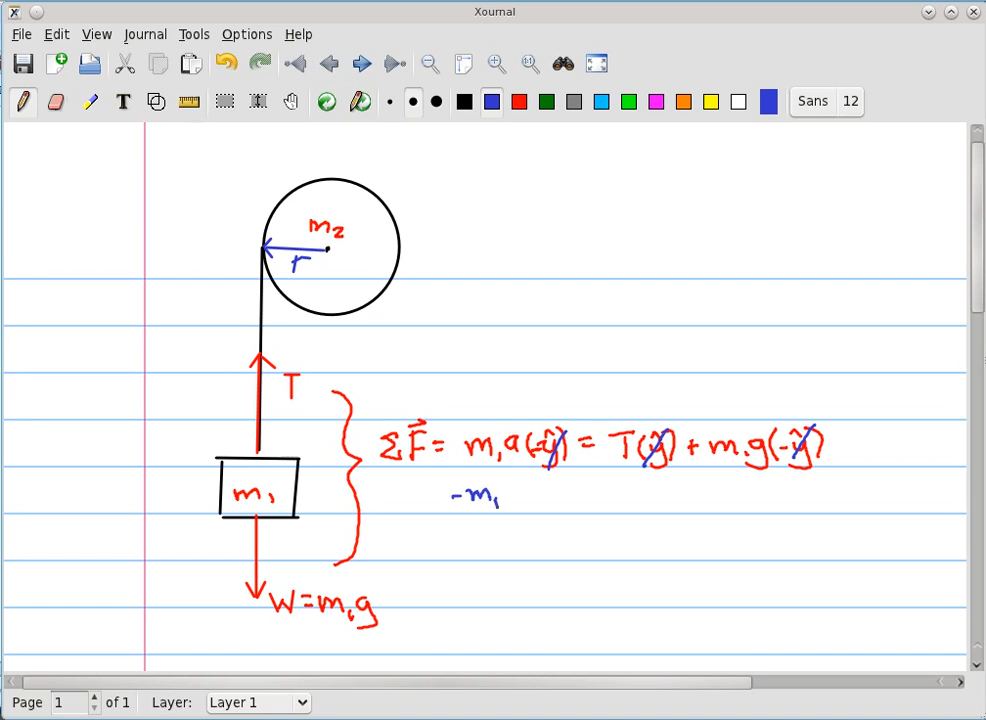 Xournal
File Edit View Journal Tools Options Help
T Sans 12
m₂
r
T
ΣF⃗ = m₁a(-ŷ) = T(ŷ) + m₁g(-ŷ)
m₁
-m₁
W=m₁g
Page 1 of 1 Layer: Layer 1